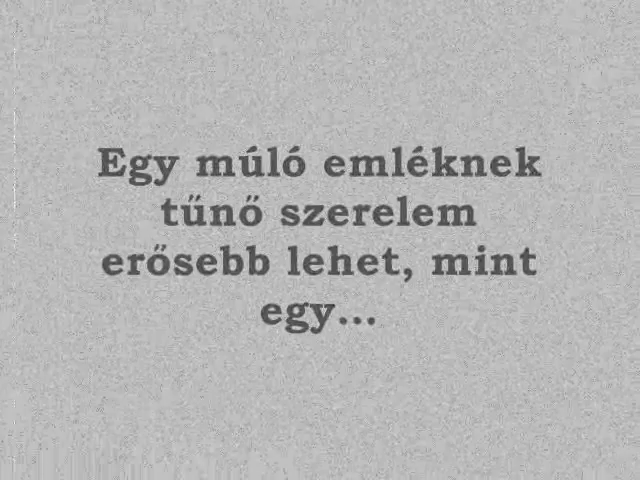 Egy múló emléknek
tűnő szerelem
erősebb lehet, mint
egy...